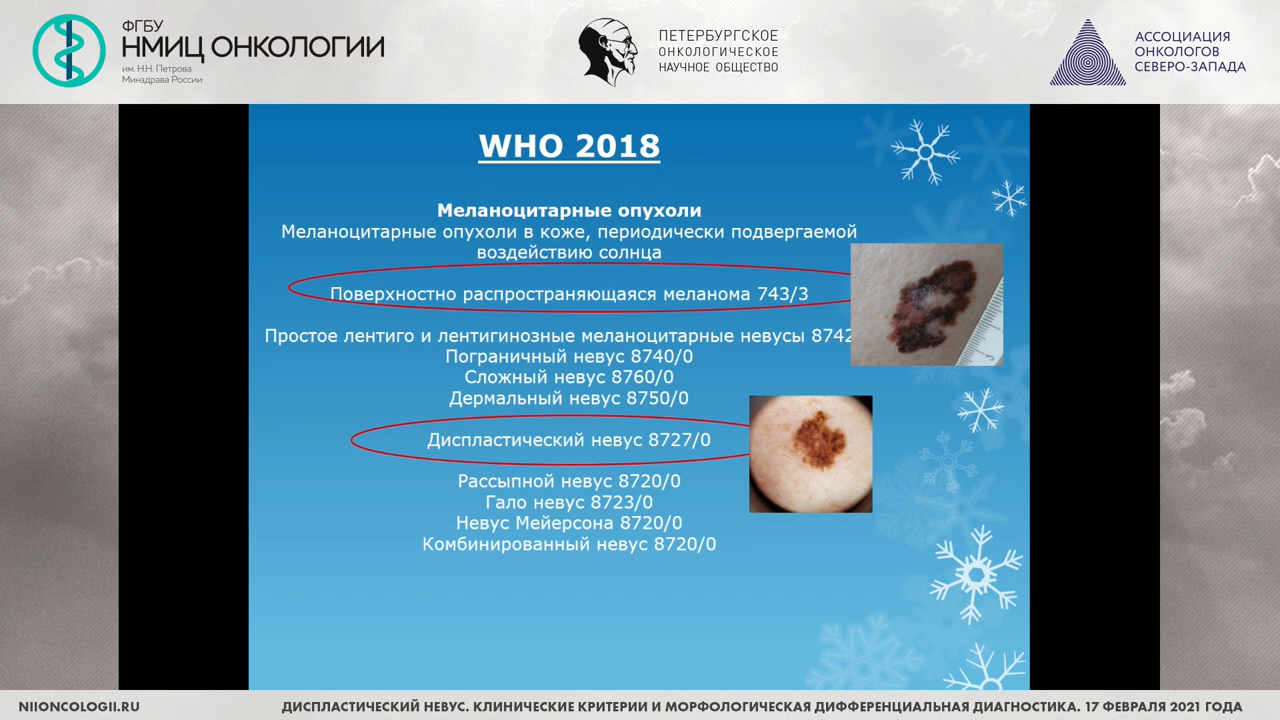 ФГБУ
НМИЦ ОНКОЛОГИИ
им. Н.Н. Петрова
Минздрава России
ПЕТЕРБУРГСКОЕ
ОНКОЛОГИЧЕСКОЕ
НАУЧНОЕ ОБЩЕСТВО
АССОЦИАЦИЯ
ОНКОЛОГОВ
СЕВЕРО-ЗАПАДА
WHO 2018
Меланоцитарные опухоли
Меланоцитарные опухоли в коже, периодически подвергаемой
воздействию солнца
Поверхностно распространяющаяся меланома 743/3
Простое лентиго и лентигинозные меланоцитарные невусы 8742
Пограничный невус 8740/0
Сложный невус 8760/0
Дермальный невус 8750/0
Диспластический невус 8727/0
Рассыпной невус 8720/0
Гало невус 8723/0
Невус Мейерсона 8720/0
Комбинированный невус 8720/0
NIIONCOLOGII.RU
ДИСПЛАСТИЧЕСКИЙ НЕВУС. КЛИНИЧЕСКИЕ КРИТЕРИИ И МОРФОЛОГИЧЕСКАЯ ДИФФЕРЕНЦИАЛЬНАЯ ДИАГНОСТИКА. 17 ФЕВРАЛЯ 2021 ГОДА